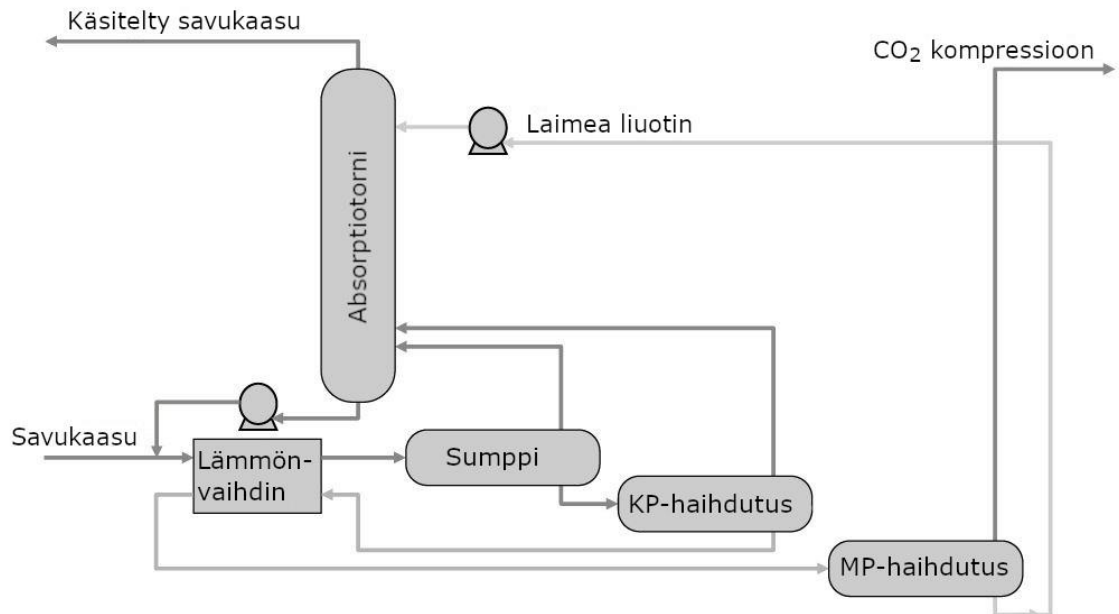 Käsitelty savukaasu
CO₂ kompressioon
Laimea liuotin
Absorptiotorni
Savukaasu
Lämmön-
vaihdin
Sumppi
KP-haihdutus
MP-haihdutus